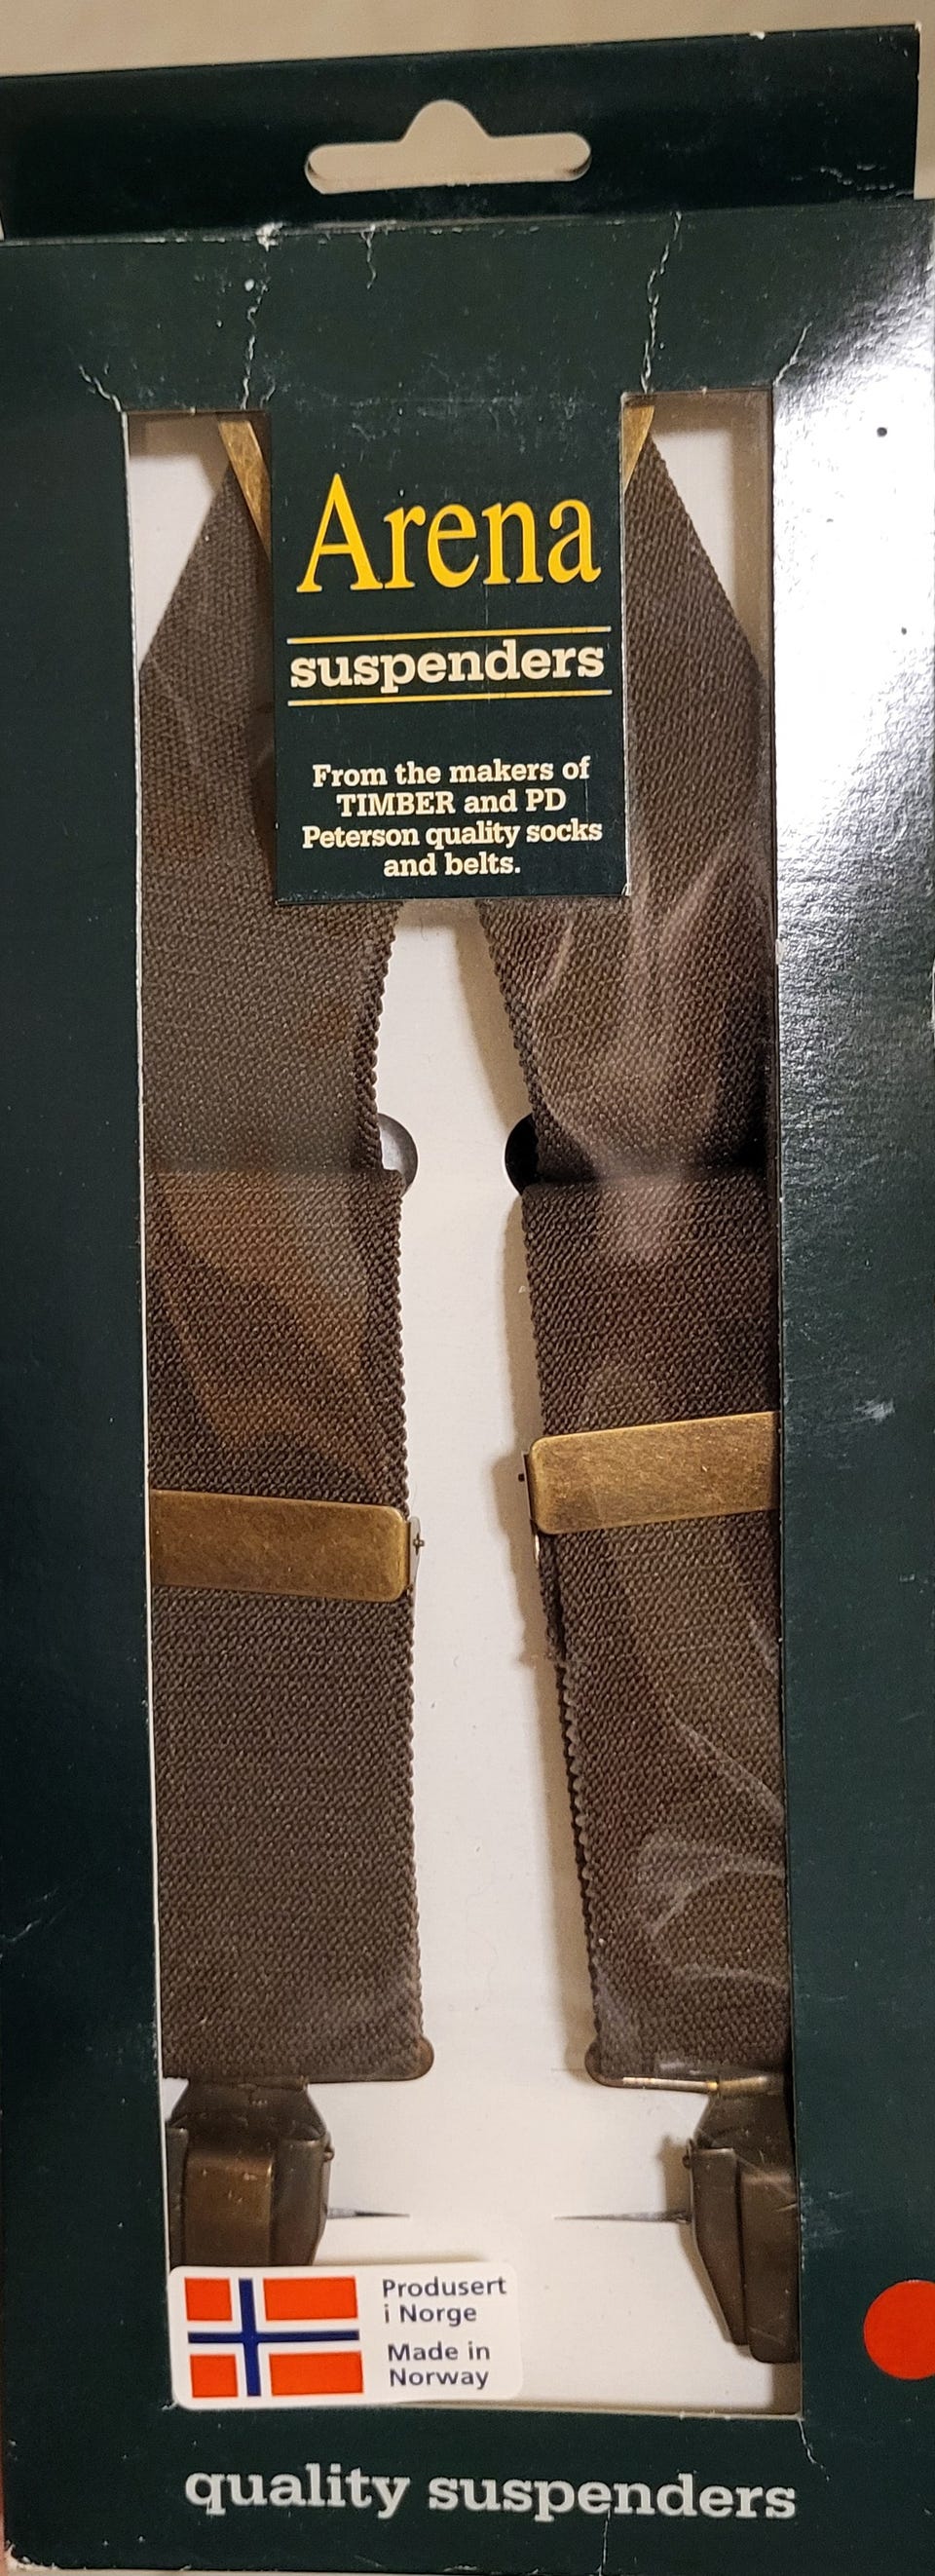 Arena
suspenders
From the makers of
TIMBER and PD
Peterson quality socks
and belts.
Produsert
i Norge
Made in
Norway
quality suspenders